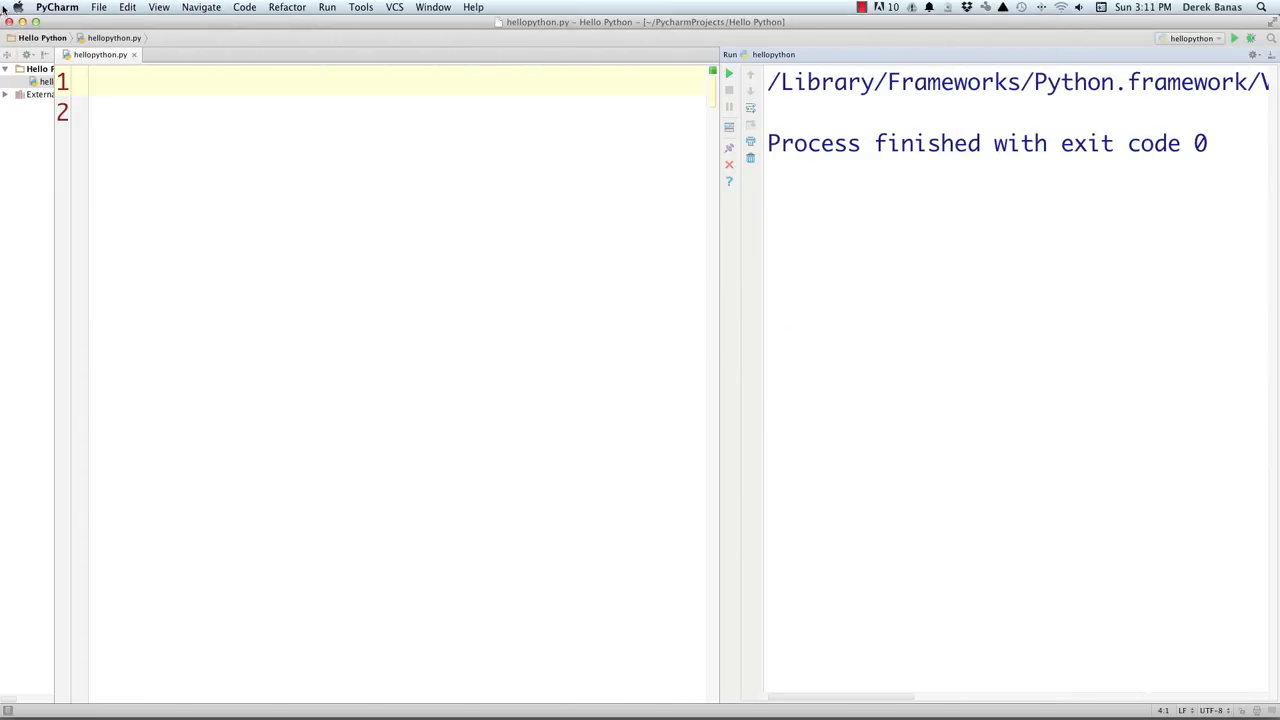 PyCharm File Edit View Navigate Code Refactor Run Tools VCS Window Help 10 Sun 3:11 PM Derek Banas
hellopython.py – Hello Python – [~/PycharmProjects/Hello Python]
Hello Python hellopython.py hellopython
hellopython.py Run hellopython
Hello P
hell
Externa
1
2
/Library/Frameworks/Python.framework/V
Process finished with exit code 0
4:1 LF UTF-8